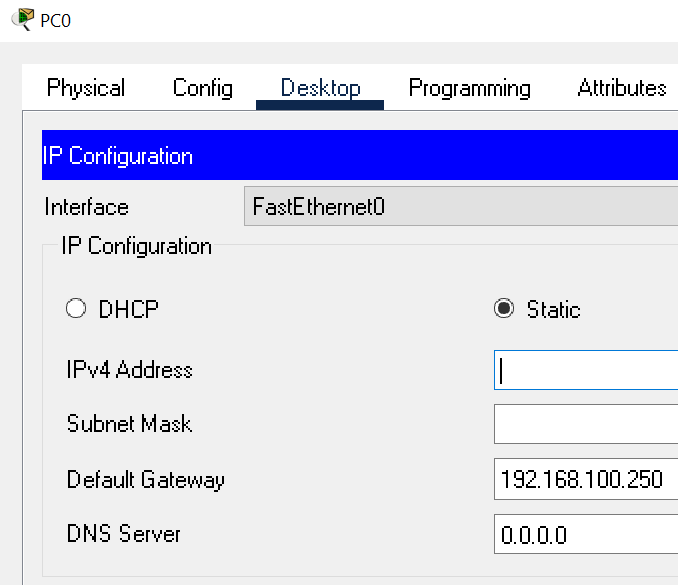 PC0
Physical Config Desktop Programming Attributes
IP Configuration
Interface FastEthernet0
IP Configuration
DHCP Static
IPv4 Address
Subnet Mask
Default Gateway 192.168.100.250
DNS Server 0.0.0.0